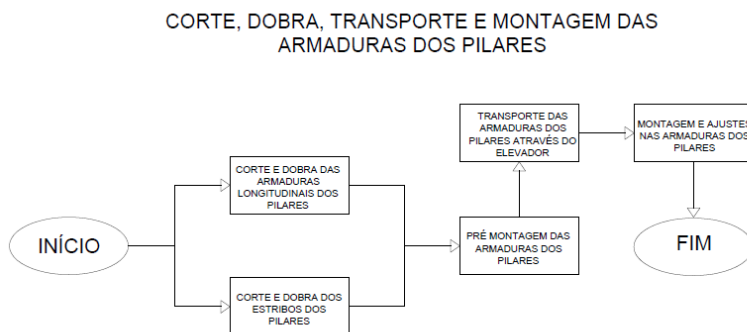 CORTE, DOBRA, TRANSPORTE E MONTAGEM DAS
ARMADURAS DOS PILARES
TRANSPORTE DAS
ARMADURAS DOS
PILARES ATRAVÉS DO
ELEVADOR
MONTAGEM E AJUSTES
NAS ARMADURAS DOS
PILARES
CORTE E DOBRA DAS
ARMADURAS
LONGITUDINAIS DOS
PILARES
INÍCIO
PRÉ MONTAGEM DAS
ARMADURAS DOS
PILARES
FIM
CORTE E DOBRA DOS
ESTRIBOS DOS
PILARES